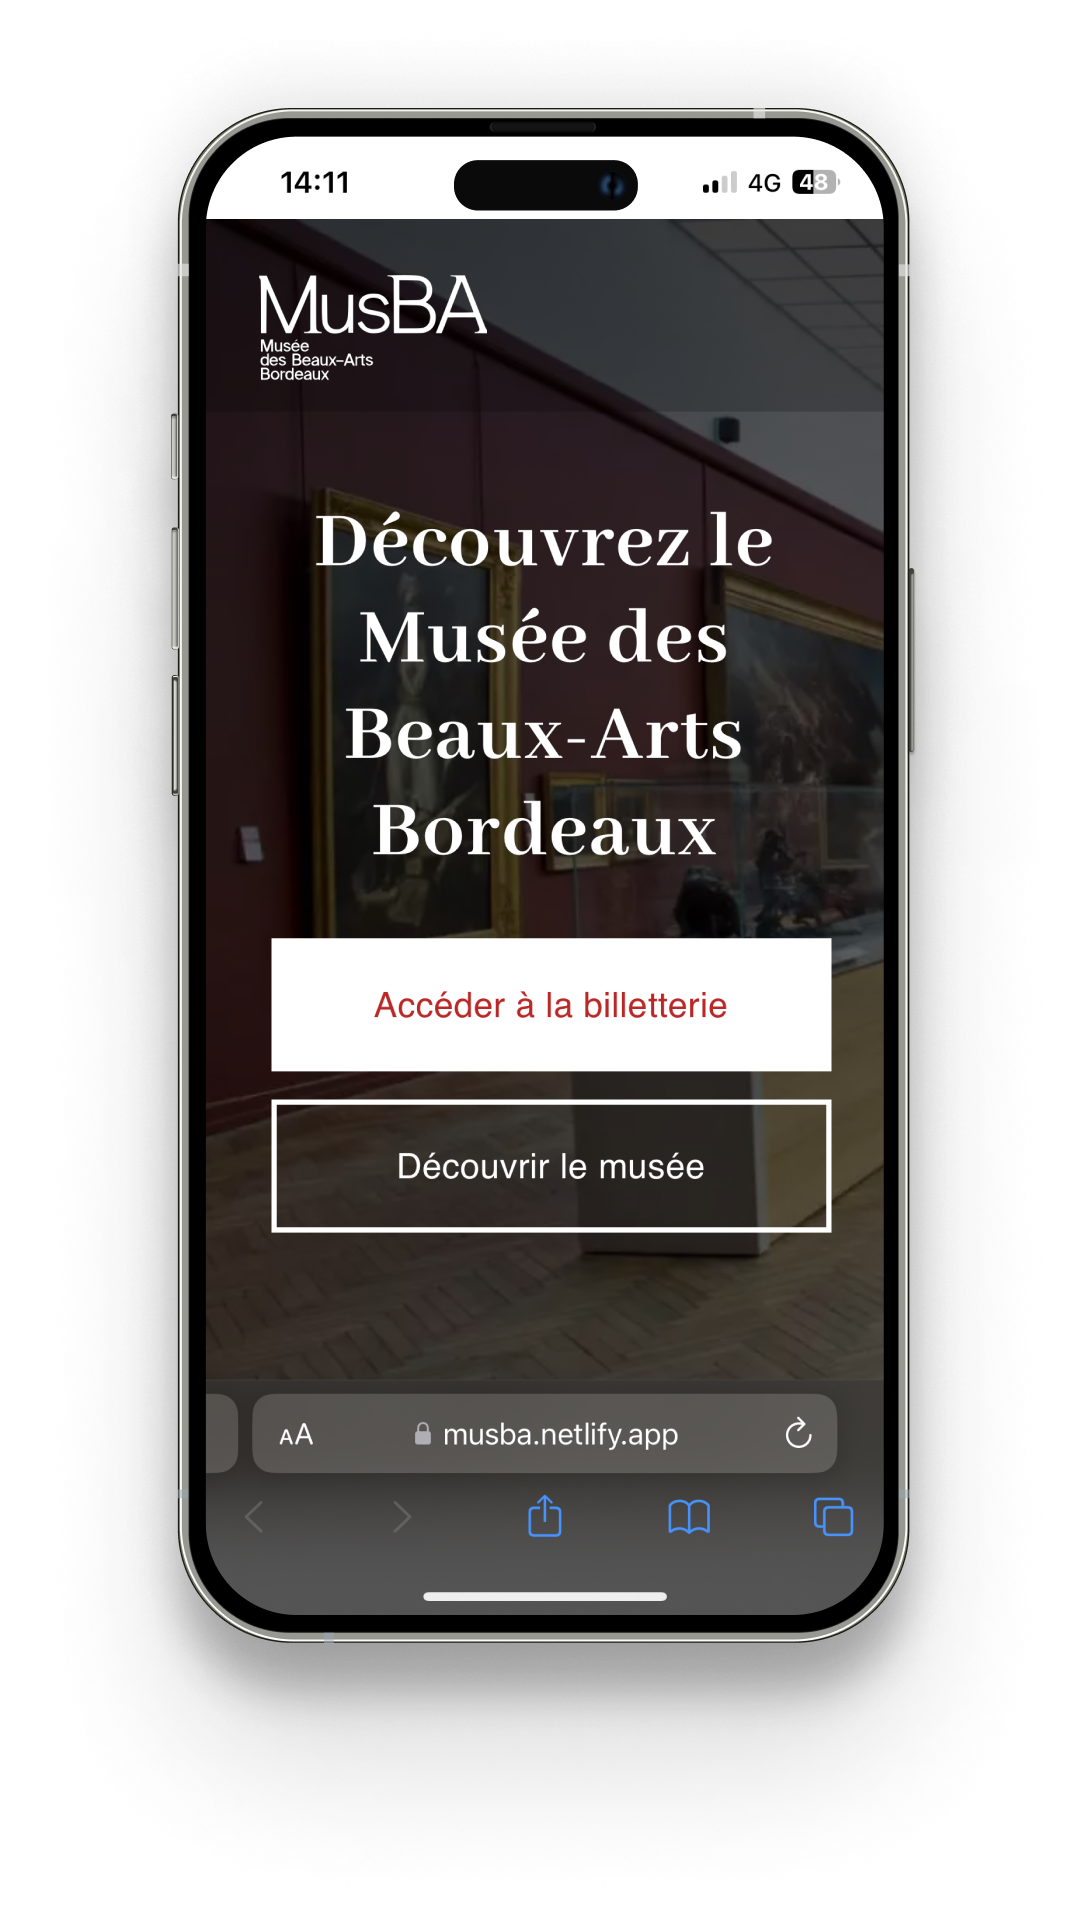 14:11
4G 48
MusBA
Musée
des Beaux-Arts
Bordeaux
Découvrez le
Musée des
Beaux-Arts
Bordeaux
Accéder à la billetterie
Découvrir le musée
AA musba.netlify.app